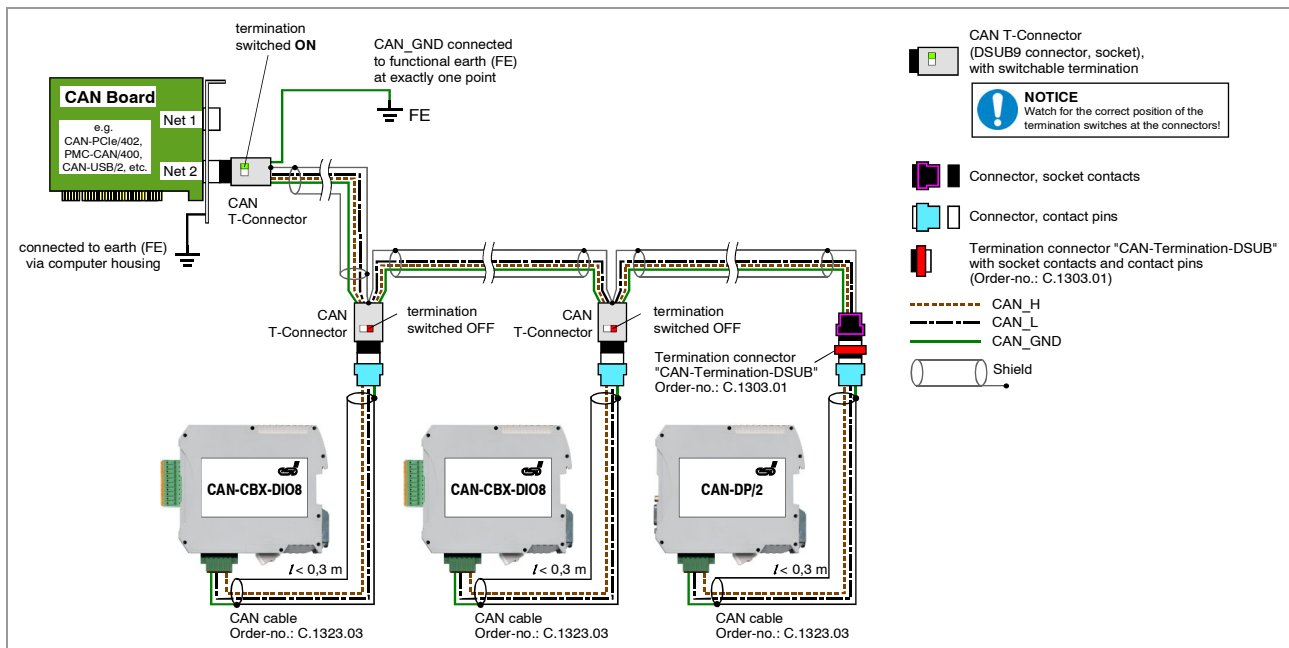 termination
switched ON
CAN_GND connected
to functional earth (FE)
at exactly one point
FE
CAN Board
Net 1
e.g.
CAN-PCIe/402,
PMC-CAN/400,
CAN-USB/2, etc.
Net 2
CAN
T-Connector
connected to earth (FE)
via computer housing
CAN
T-Connector
termination
switched OFF
CAN
T-Connector
termination
switched OFF
Termination connector
"CAN-Termination-DSUB"
Order-no.: C.1303.01
esd
CAN-CBX-DIO8
esd
CAN-CBX-DIO8
esd
CAN-DP/2
l < 0,3 m
l < 0,3 m
l < 0,3 m
CAN cable
Order-no.: C.1323.03
CAN cable
Order-no.: C.1323.03
CAN cable
Order-no.: C.1323.03
CAN T-Connector
(DSUB9 connector, socket),
with switchable termination
NOTICE
Watch for the correct position of the
termination switches at the connectors!
Connector, socket contacts
Connector, contact pins
Termination connector "CAN-Termination-DSUB"
with socket contacts and contact pins
(Order-no.: C.1303.01)
CAN_H
CAN_L
CAN_GND
Shield